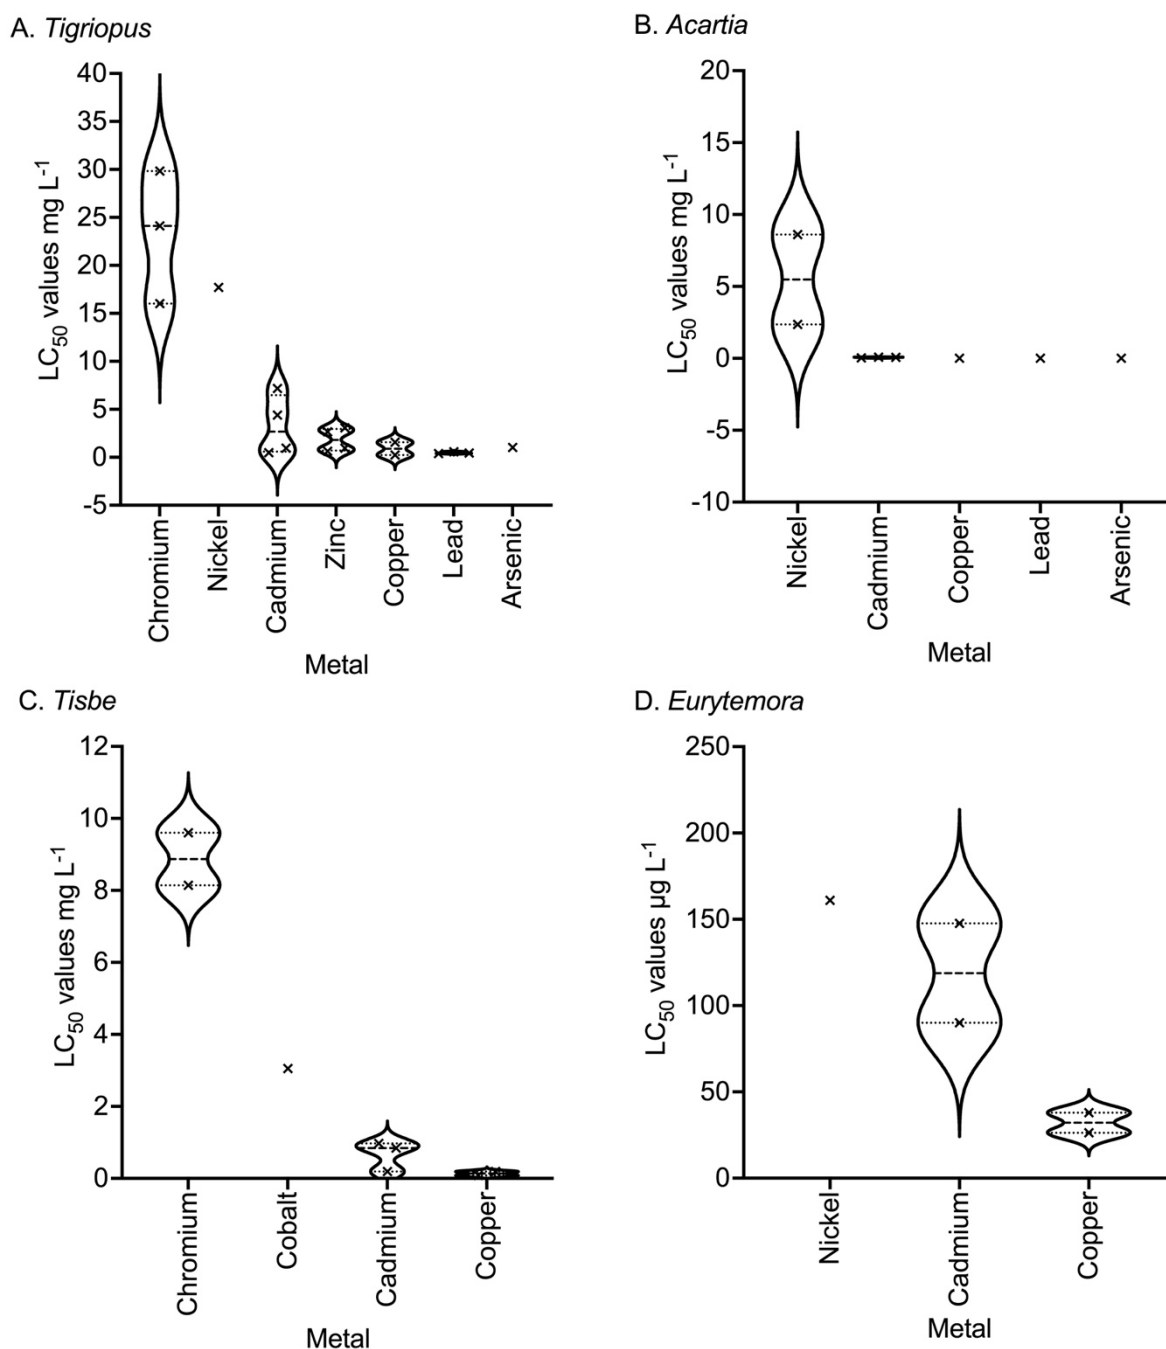 A. Tigriopus
40
35
30
25
20
15
10
5
0
-5
LC50 values mg L-1
Chromium
Nickel
Cadmium
Zinc
Copper
Lead
Arsenic
Metal
B. Acartia
20
15
10
5
0
-5
-10
LC50 values mg L-1
Nickel
Cadmium
Copper
Lead
Arsenic
Metal
C. Tisbe
12
10
8
6
4
2
0
LC50 values mg L-1
Chromium
Cobalt
Cadmium
Copper
Metal
D. Eurytemora
250
200
150
100
50
0
LC50 values µg L-1
Nickel
Cadmium
Copper
Metal